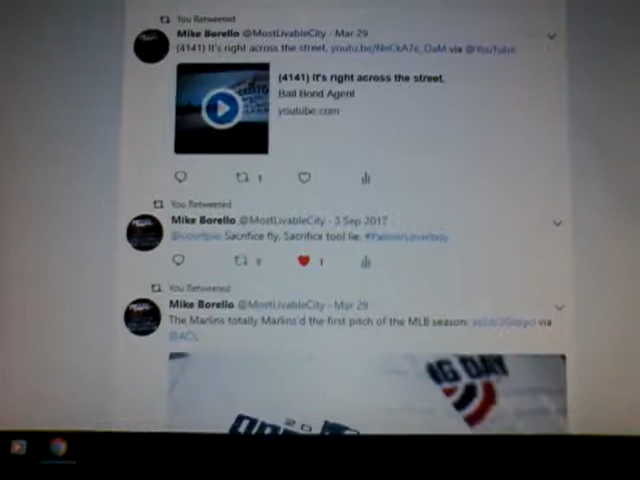 You Retweeted
Mike Borello @MostLivableCity · Mar 29
(4141) It's right across the street. via @YouTube
(4141) It's right across the street.
Bail Bond Agent
youtube.com
1
You Retweeted
Mike Borello @MostLivableCity · 3 Sep 2017
Sacrifice fly. Sacrifice tool lie.
1
You Retweeted
Mike Borello @MostLivableCity · Mar 29
The Marlins totally Marlins'd the first pitch of the MLB season: via
@AOL
NG DAY
20